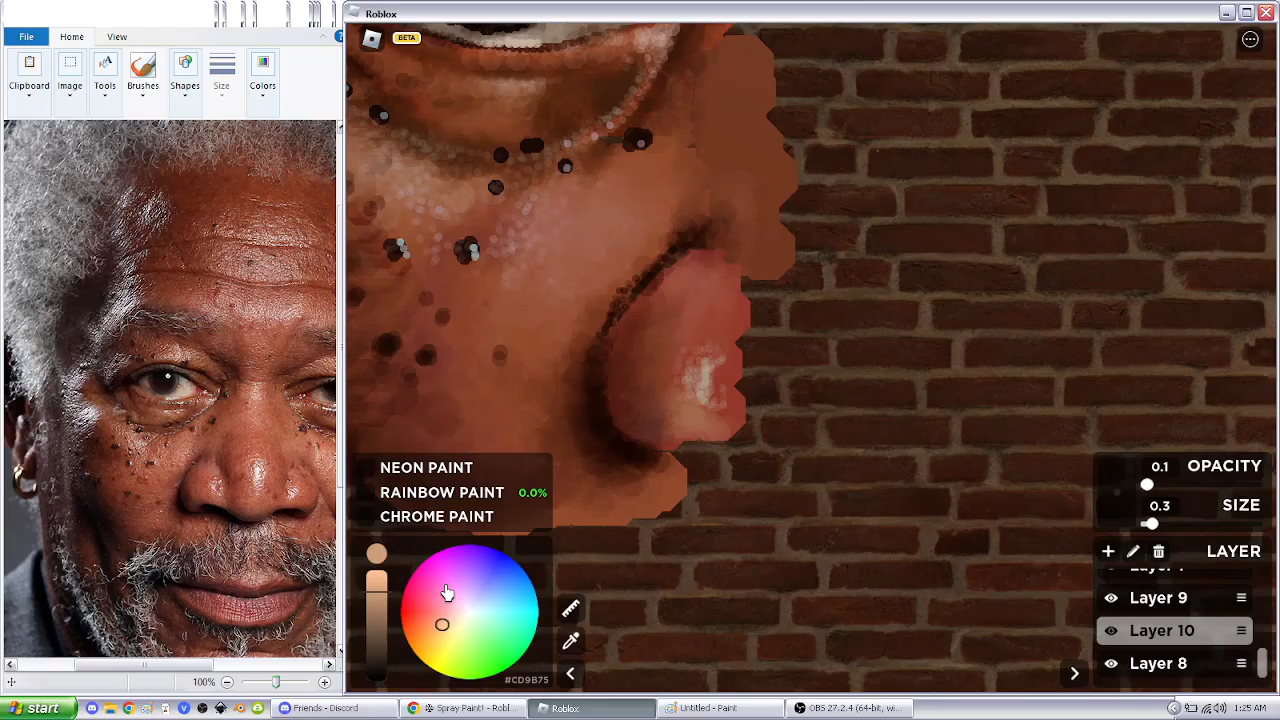 Roblox
File
Home
View
BETA
Clipboard
Image
Tools
Brushes
Shapes
Size
Colors
NEON PAINT
RAINBOW PAINT 0.0%
CHROME PAINT
0.1 OPACITY
0.3 SIZE
LAYER
Layer 9
Layer 10
Layer 8
#CD9B75
100%
start
Friends - Discord
Spray Paint! - Robl...
Roblox
Untitled - Paint
OBS 27.2.4 (64-bit, wi...
1:25 AM